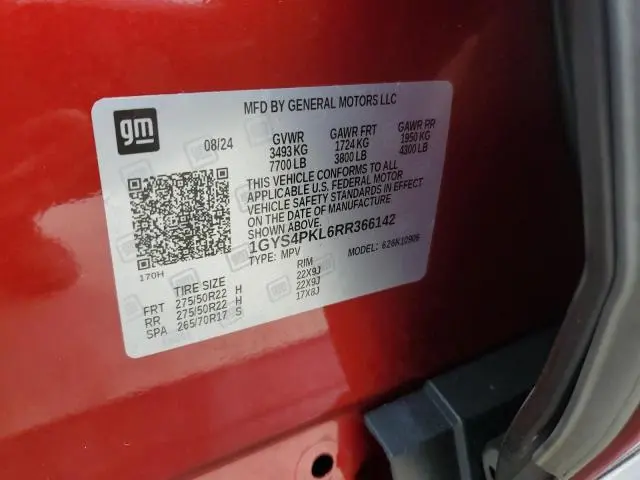 gm
MFD BY GENERAL MOTORS LLC
08/24 GVWR GAWR FRT GAWR RR
3493 KG 1724 KG 1950 KG
7700 LB 3800 LB 4300 LB
THIS VEHICLE CONFORMS TO ALL
APPLICABLE U.S. FEDERAL MOTOR
VEHICLE SAFETY STANDARDS IN EFFECT
ON THE DATE OF MANUFACTURE
SHOWN ABOVE.
1GYS4PKL6RR366142
TYPE: MPV MODEL: 626K10906
170H
TIRE SIZE RIM
FRT 275/50R22 H 22X9J
RR 275/50R22 H 22X9J
SPA 265/70R17 S 17X8J